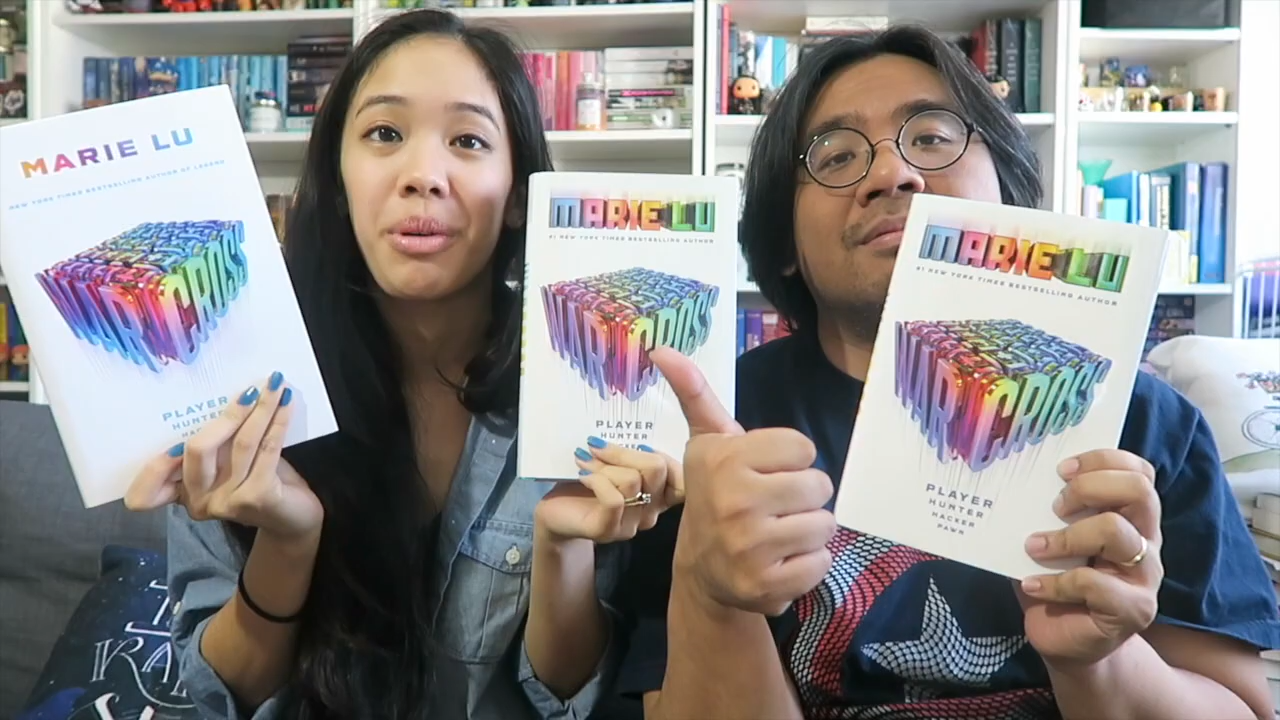 MARIE LU
NEW YORK TIMES BESTSELLING AUTHOR OF LEGEND
WARCROSS
PLAYER
HUNTER
MARIE LU
#1 NEW YORK TIMES BESTSELLING AUTHOR
WARCROSS
PLAYER
HUNTER
MARIE LU
#1 NEW YORK TIMES BESTSELLING AUTHOR
WARCROSS
PLAYER
HUNTER
HACKER
PAWN